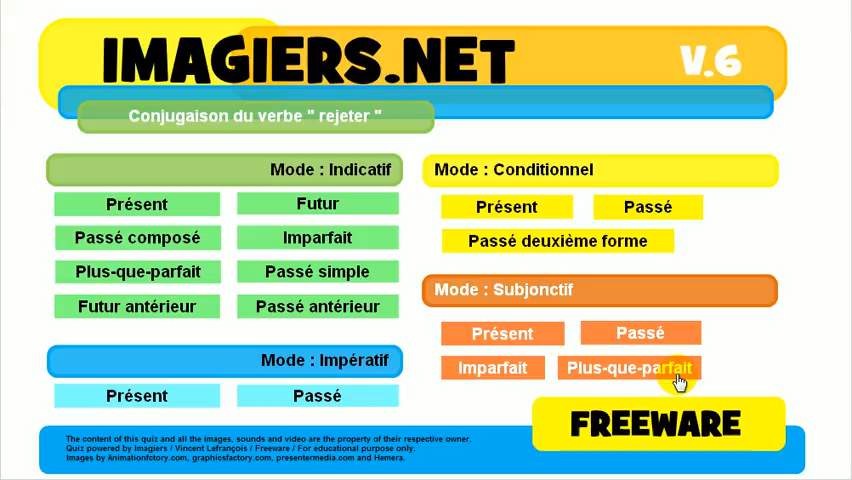 IMAGIERS.NET
V.6
Conjugaison du verbe " rejeter "
Mode : Indicatif
Présent
Futur
Passé composé
Imparfait
Plus-que-parfait
Passé simple
Futur antérieur
Passé antérieur
Mode : Impératif
Présent
Passé
Mode : Conditionnel
Présent
Passé
Passé deuxième forme
Mode : Subjonctif
Présent
Passé
Imparfait
Plus-que-parfait
FREEWARE
The content of this quiz and all the images, sounds and video are the property of their respective owner.
Quiz powered by Imagiers / Vincent Lefrançois / Freeware / For educational purpose only.
Images by Animationfctory.com, graphicsfactory.com, presentermedia.com and Hemera.